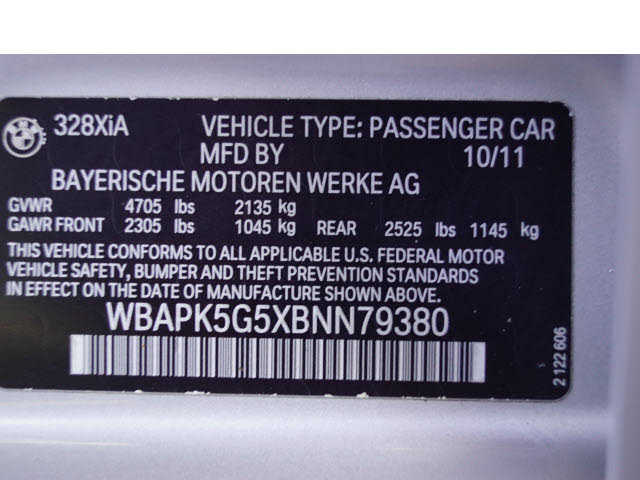 328XiA VEHICLE TYPE: PASSENGER CAR
MFD BY 10/11
BAYERISCHE MOTOREN WERKE AG
GVWR 4705 lbs 2135 kg
GAWR FRONT 2305 lbs 1045 kg REAR 2525 lbs 1145 kg
THIS VEHICLE CONFORMS TO ALL APPLICABLE U.S. FEDERAL MOTOR
VEHICLE SAFETY, BUMPER AND THEFT PREVENTION STANDARDS
IN EFFECT ON THE DATE OF MANUFACTURE SHOWN ABOVE.
WBAPK5G5XBNN79380
2 122 606